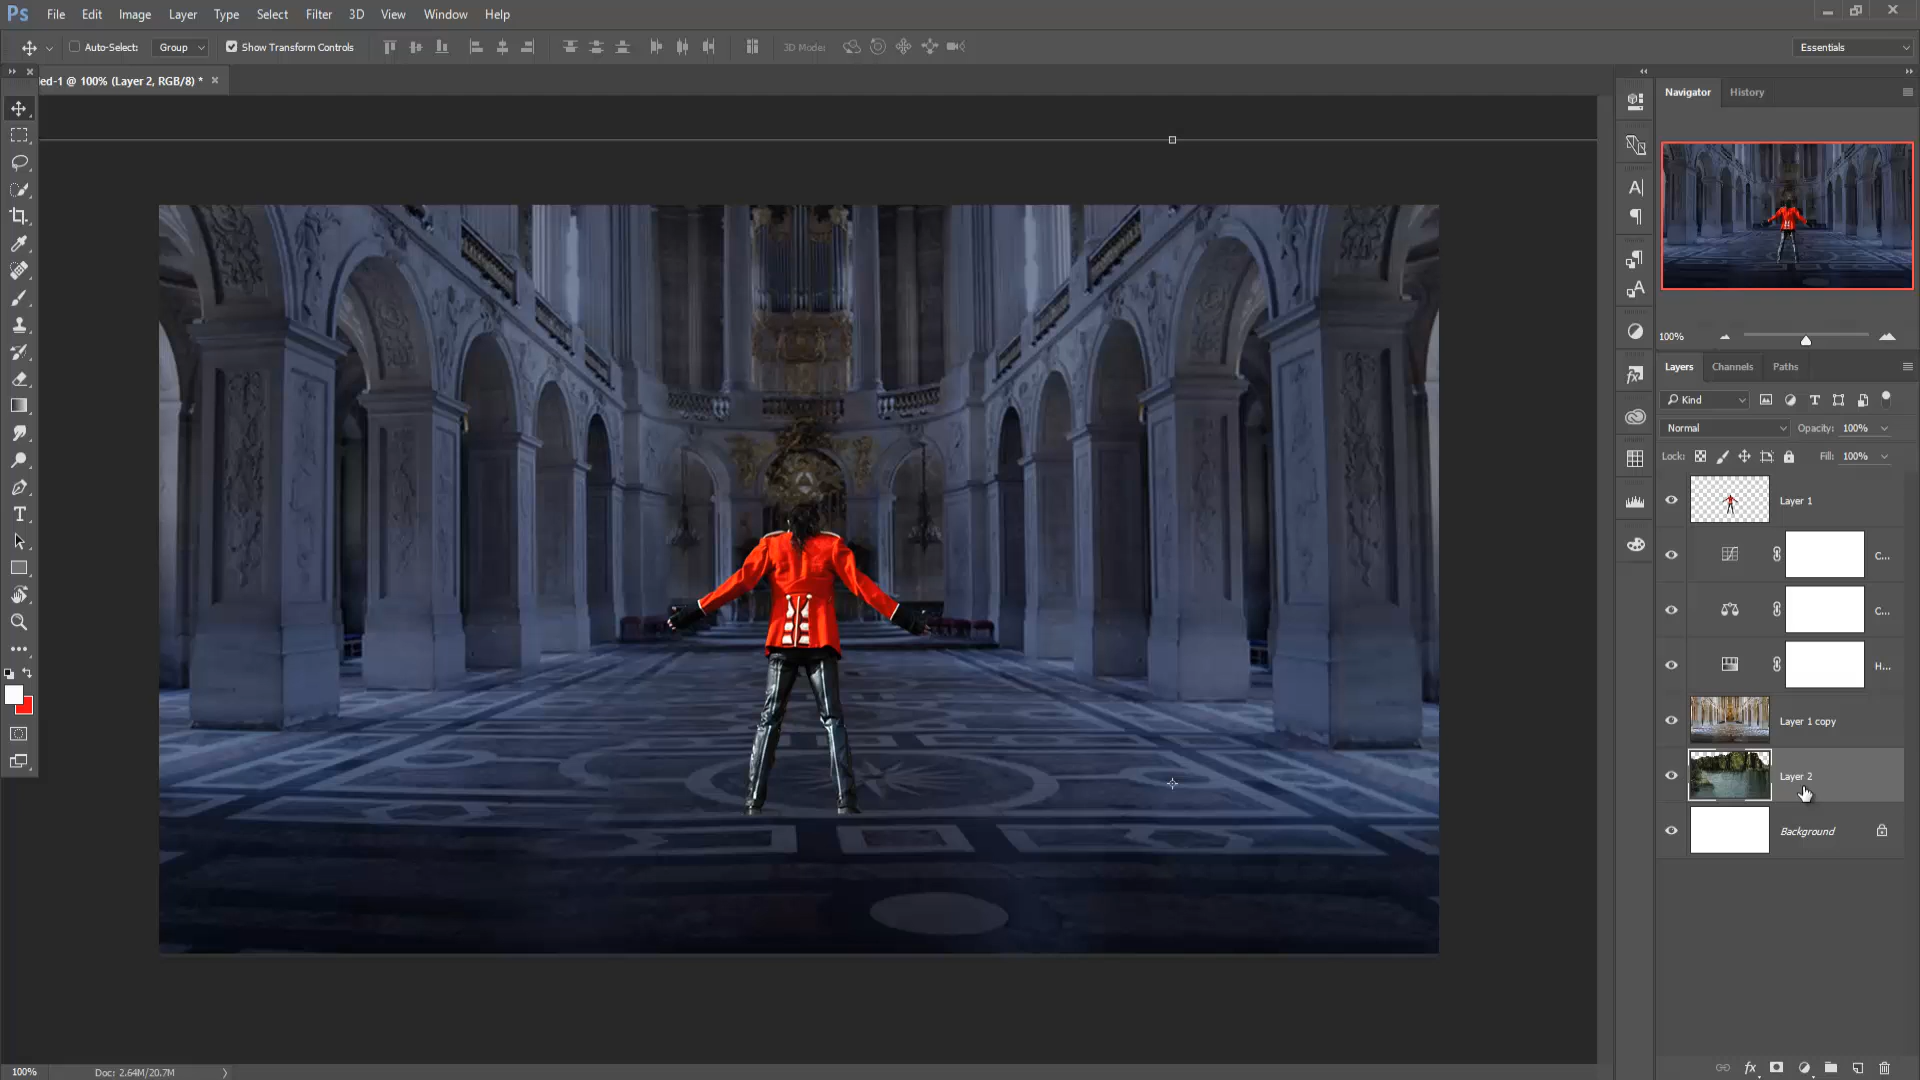 Ps File Edit Image Layer Type Select Filter 3D View Window Help
Auto-Select: Group Show Transform Controls 3D Mode: Essentials
ed-1 @ 100% (Layer 2, RGB/8) *
Navigator History
100%
Layers Channels Paths
Kind
Normal Opacity: 100%
Lock: Fill: 100%
Layer 1
C...
C...
H...
Layer 1 copy
Layer 2
Background
100% Doc: 2.64M/20.7M